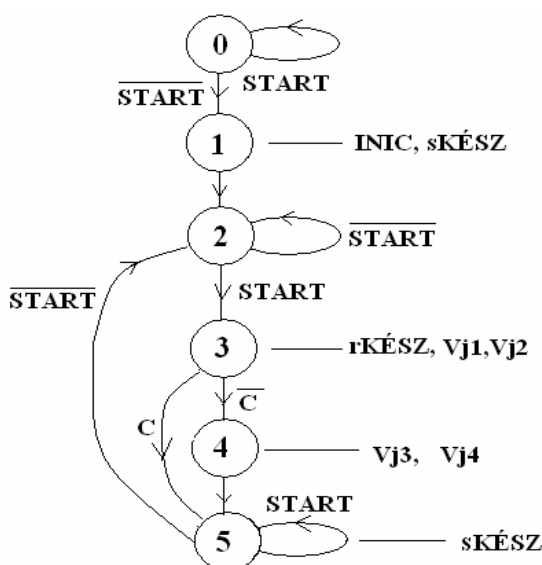 0
START
START
1
INIC, sKÉSZ
2
START
START
START
3
rKÉSZ, Vj1,Vj2
C
C
4
Vj3, Vj4
START
5
sKÉSZ